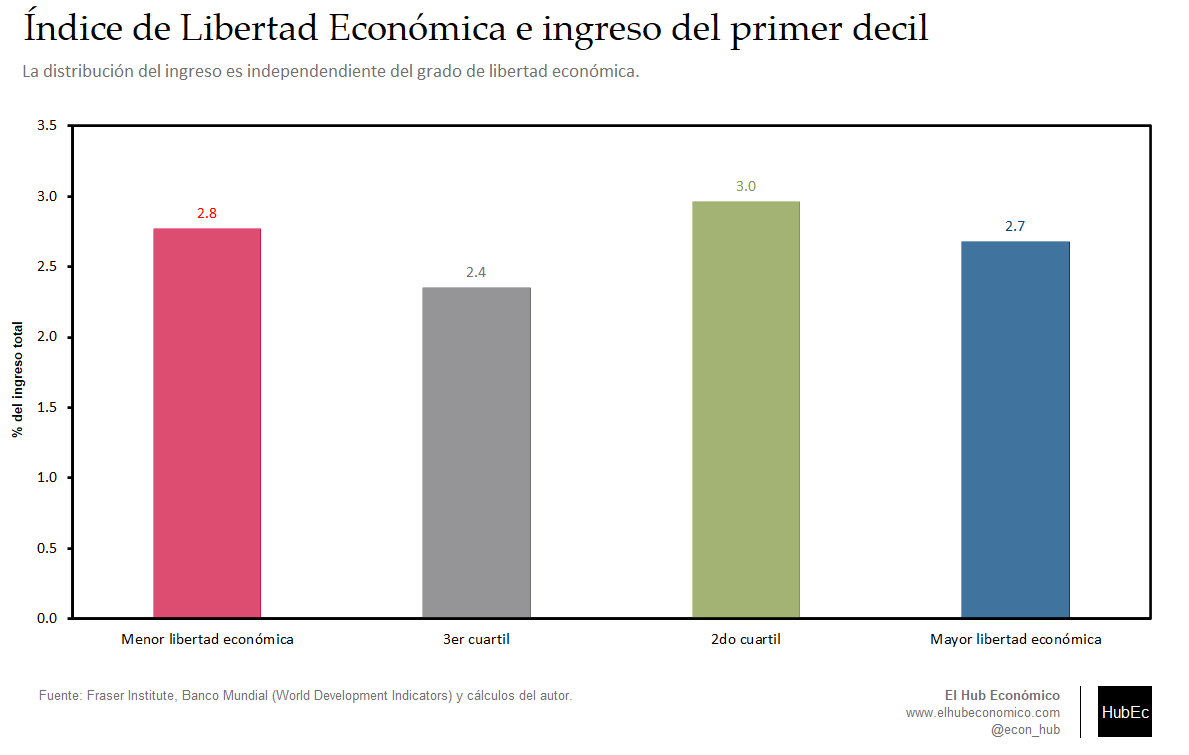 Índice de Libertad Económica e ingreso del primer decil
La distribución del ingreso es independendiente del grado de libertad económica.
3.5
3.0
2.5
2.0
1.5
1.0
0.5
0.0
% del ingreso total
2.8
2.4
3.0
2.7
Menor libertad económica
3er cuartil
2do cuartil
Mayor libertad económica
Fuente: Fraser Institute, Banco Mundial (World Development Indicators) y cálculos del autor.
El Hub Económico
www.elhubeconomico.com
@econ_hub
HubEc